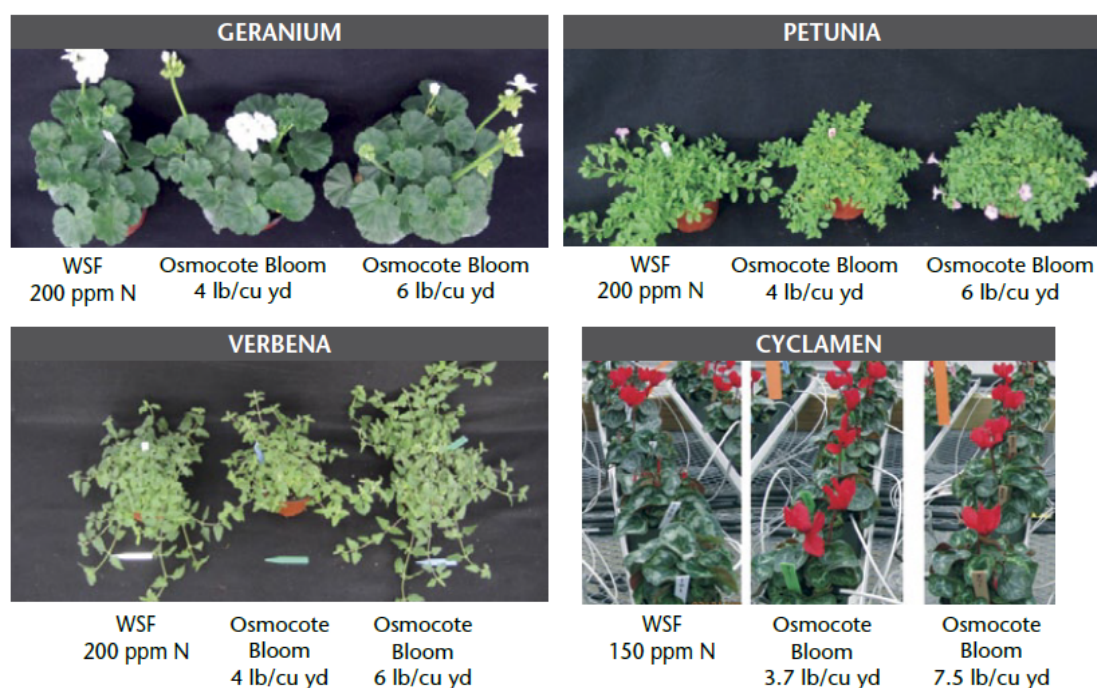 GERANIUM
WSF
200 ppm N
Osmocote Bloom
4 lb/cu yd
Osmocote Bloom
6 lb/cu yd
PETUNIA
WSF
200 ppm N
Osmocote Bloom
4 lb/cu yd
Osmocote Bloom
6 lb/cu yd
VERBENA
WSF
200 ppm N
Osmocote
Bloom
4 lb/cu yd
Osmocote
Bloom
6 lb/cu yd
CYCLAMEN
WSF
150 ppm N
Osmocote
Bloom
3.7 lb/cu yd
Osmocote
Bloom
7.5 lb/cu yd